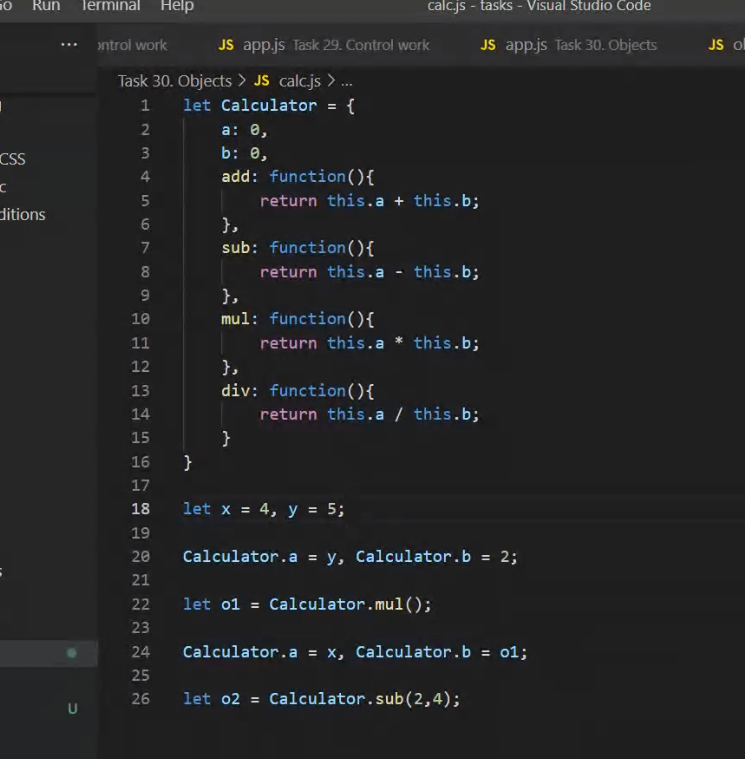 Run Terminal Help calc.js - tasks - Visual Studio Code
... control work JS app.js Task 29. Control work JS app.js Task 30. Objects JS
Task 30. Objects > JS calc.js > ...
1 let Calculator = {
2 a: 0,
3 b: 0,
4 add: function(){
5 return this.a + this.b;
6 },
7 sub: function(){
8 return this.a - this.b;
9 },
10 mul: function(){
11 return this.a * this.b;
12 },
13 div: function(){
14 return this.a / this.b;
15 }
16 }
17
18 let x = 4, y = 5;
19
20 Calculator.a = y, Calculator.b = 2;
21
22 let o1 = Calculator.mul();
23
24 Calculator.a = x, Calculator.b = o1;
25
26 let o2 = Calculator.sub(2,4);
CSS
ditions
U